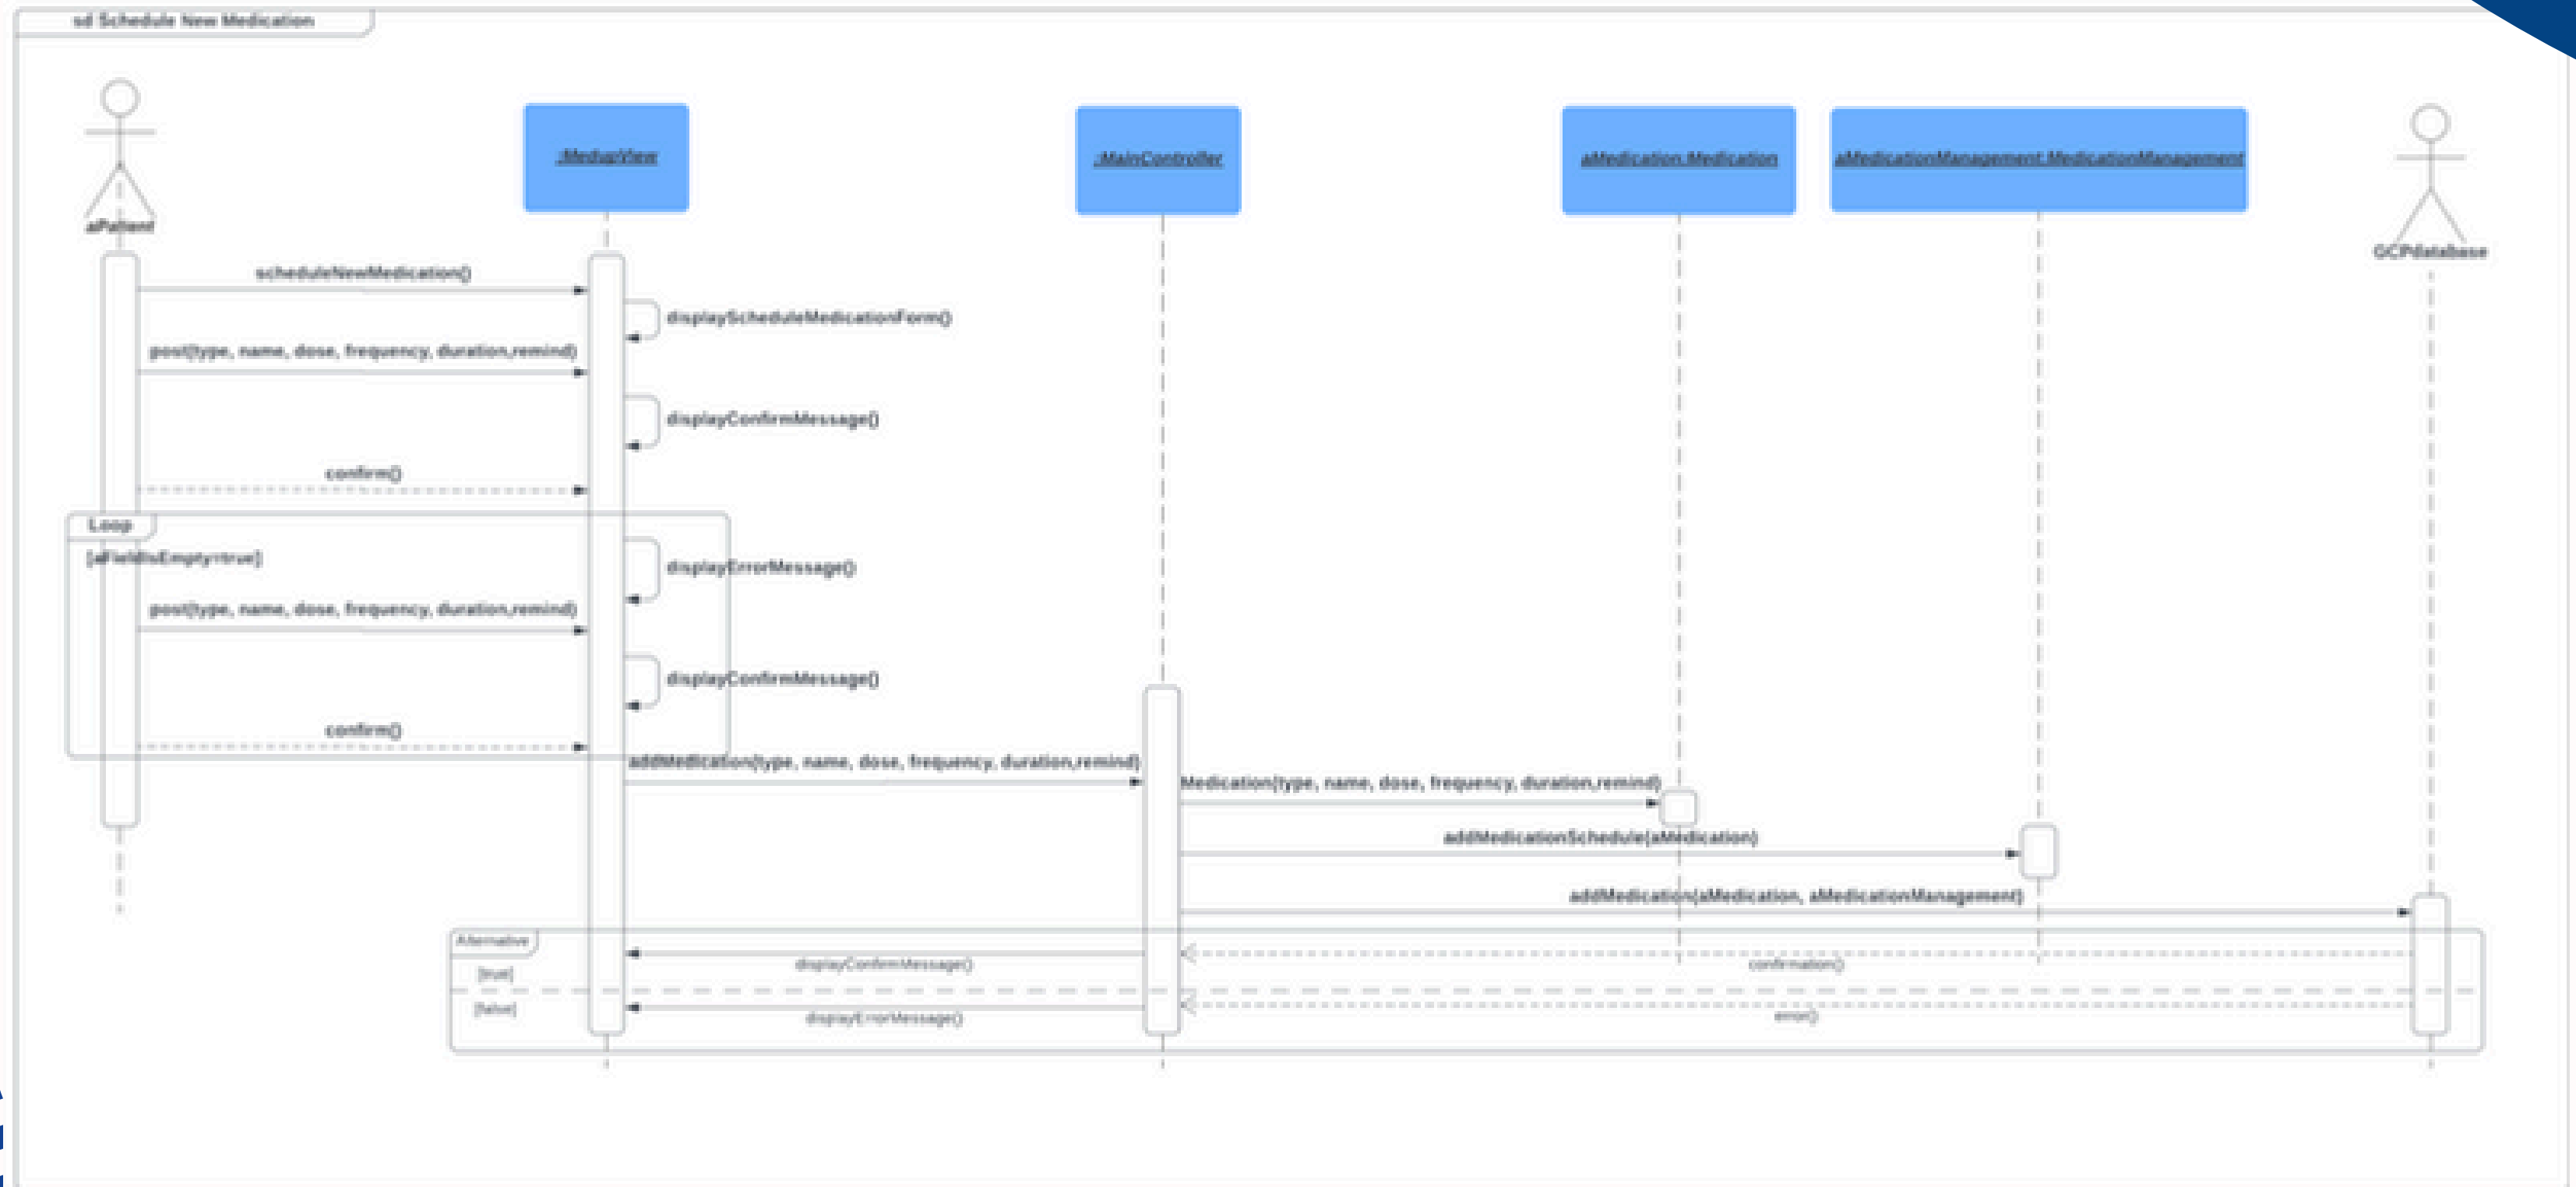 sd Schedule New Medication
aPatient
:MedupView
:MainController
aMedication:Medication
aMedicationManagement:MedicationManagement
GCPdatabase
scheduleNewMedication()
displayScheduleMedicationForm()
post(type, name, dose, frequency, duration,remind)
displayConfirmMessage()
confirm()
Loop
[aFieldIsEmpty=true]
displayErrorMessage()
post(type, name, dose, frequency, duration,remind)
displayConfirmMessage()
confirm()
addMedication(type, name, dose, frequency, duration,remind)
Medication(type, name, dose, frequency, duration,remind)
addMedicationSchedule(aMedication)
addMedication(aMedication, aMedicationManagement)
Alternative
[true]
displayConfirmMessage()
confirmation()
[false]
displayErrorMessage()
error()